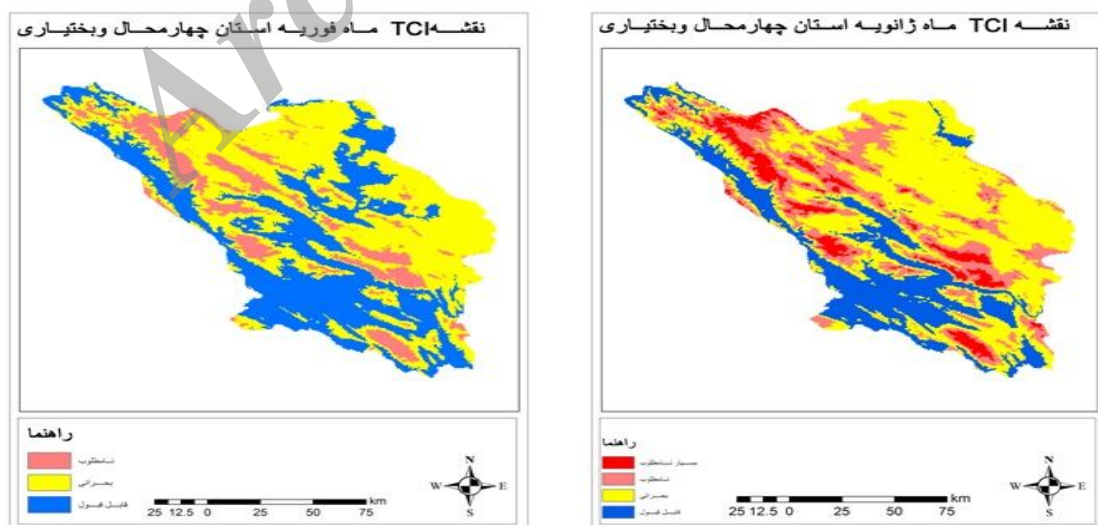 نقشه TCI ماه ژانویه استان چهارمحال وبختیاری
راهنما
بسیار نامطلوب
نامطلوب
بحرانی
قابل قبول
N
W E
S
km
25 12.5 0 25 50 75
نقشه TCI ماه فوریه استان چهارمحال وبختیاری
راهنما
نامطلوب
بحرانی
قابل قبول
N
W E
S
km
25 12.5 0 25 50 75
Arc